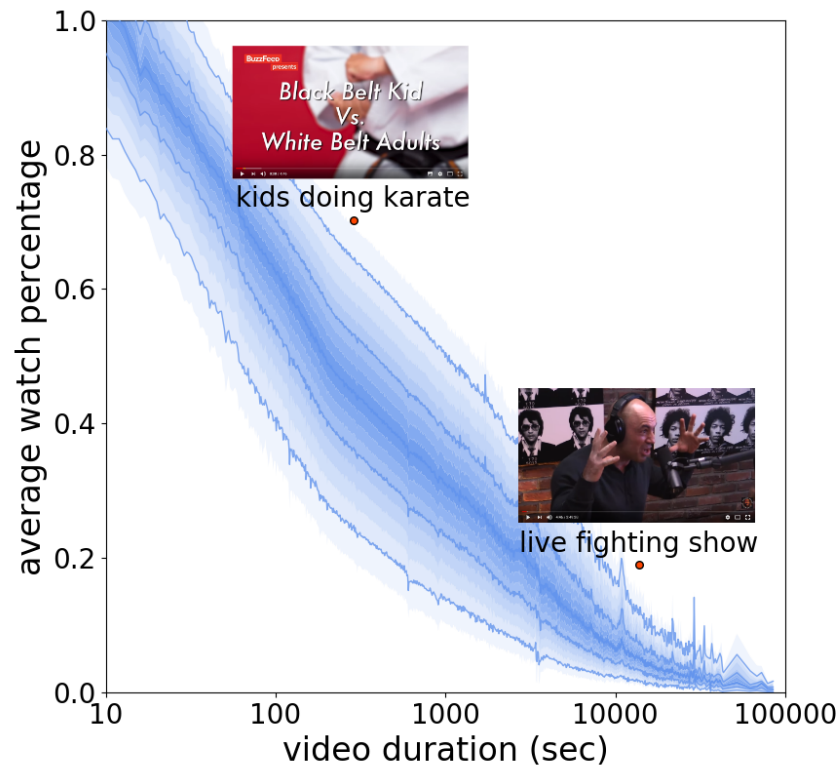 1.0
0.8
0.6
0.4
0.2
0.0
average watch percentage
BuzzFeed
presents
Black Belt Kid
Vs.
White Belt Adults
kids doing karate
live fighting show
10
100
1000
10000
100000
video duration (sec)